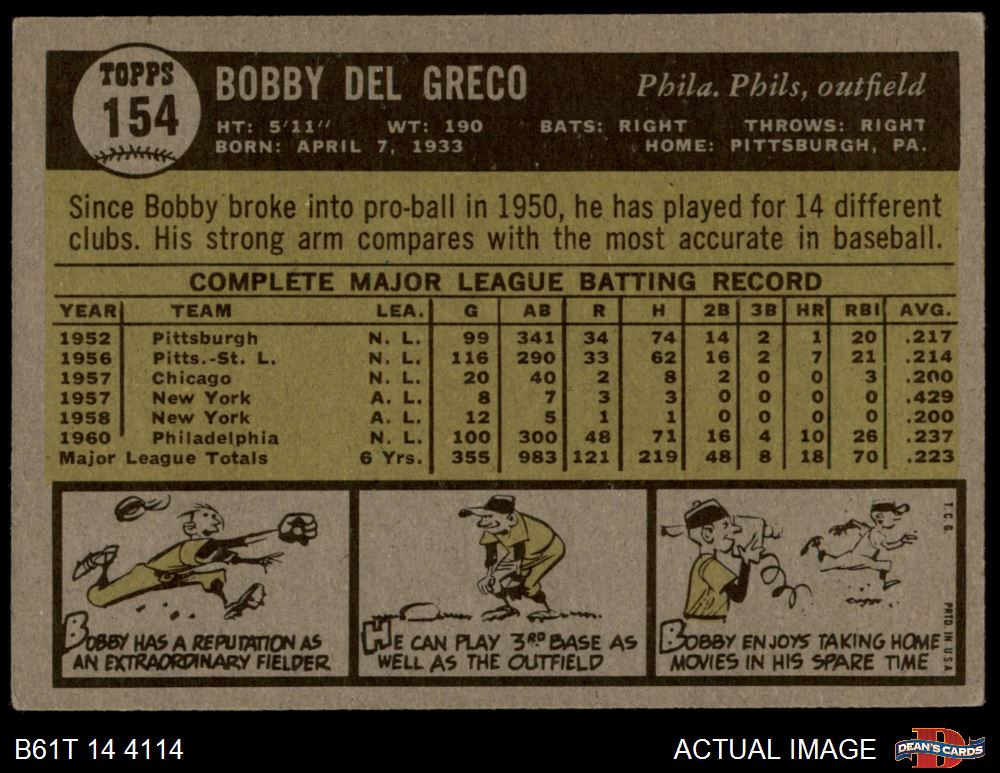 TOPPS
154
BOBBY DEL GRECO
Phila. Phils, outfield
HT: 5'11" WT: 190 BATS: RIGHT THROWS: RIGHT
BORN: APRIL 7, 1933 HOME: PITTSBURGH, PA.
Since Bobby broke into pro-ball in 1950, he has played for 14 different
clubs. His strong arm compares with the most accurate in baseball.
COMPLETE MAJOR LEAGUE BATTING RECORD
YEAR TEAM LEA. G AB R H 2B 3B HR RBI AVG.
1952 Pittsburgh N. L. 99 341 34 74 14 2 1 20 .217
1956 Pitts.-St. L. N. L. 116 290 33 62 16 2 7 21 .214
1957 Chicago N. L. 20 40 2 8 2 0 0 3 .200
1957 New York A. L. 8 7 3 3 0 0 0 0 .429
1958 New York A. L. 12 5 1 1 0 0 0 0 .200
1960 Philadelphia N. L. 100 300 48 71 16 4 10 26 .237
Major League Totals 6 Yrs. 355 983 121 219 48 8 18 70 .223
BOBBY HAS A REPUTATION AS
AN EXTRAORDINARY FIELDER
HE CAN PLAY 3RD BASE AS
WELL AS THE OUTFIELD
BOBBY ENJOYS TAKING HOME
MOVIES IN HIS SPARE TIME
T.C.G.
PRTD. IN U.S.A.
B61T 14 4114
ACTUAL IMAGE
D
DEAN'S CARDS